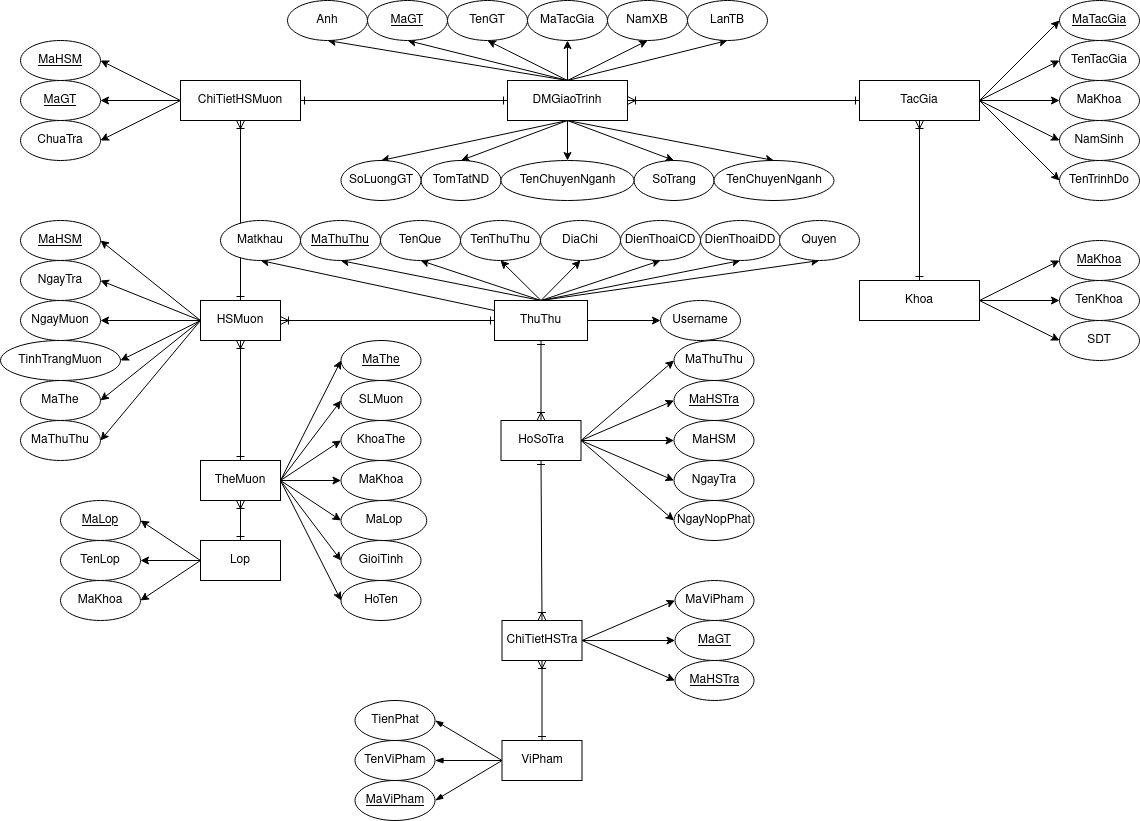 Anh
MaGT
TenGT
MaTacGia
NamXB
LanTB
MaTacGia
MaHSM
TenTacGia
MaGT
ChiTietHSMuon
DMGiaoTrinh
TacGia
MaKhoa
ChuaTra
NamSinh
SoLuongGT
TomTatND
TenChuyenNganh
SoTrang
TenChuyenNganh
TenTrinhDo
MaHSM
Matkhau
MaThuThu
TenQue
TenThuThu
DiaChi
DienThoaiCD
DienThoaiDD
Quyen
MaKhoa
NgayTra
TenKhoa
Khoa
NgayMuon
HSMuon
ThuThu
Username
SDT
TinhTrangMuon
MaThe
MaThuThu
MaThe
SLMuon
MaHSTra
MaThuThu
KhoaThe
HoSoTra
MaHSM
TheMuon
MaKhoa
NgayTra
MaLop
MaLop
NgayNopPhat
TenLop
Lop
GioiTinh
MaKhoa
HoTen
MaViPham
ChiTietHSTra
MaGT
MaHSTra
TienPhat
TenViPham
ViPham
MaViPham